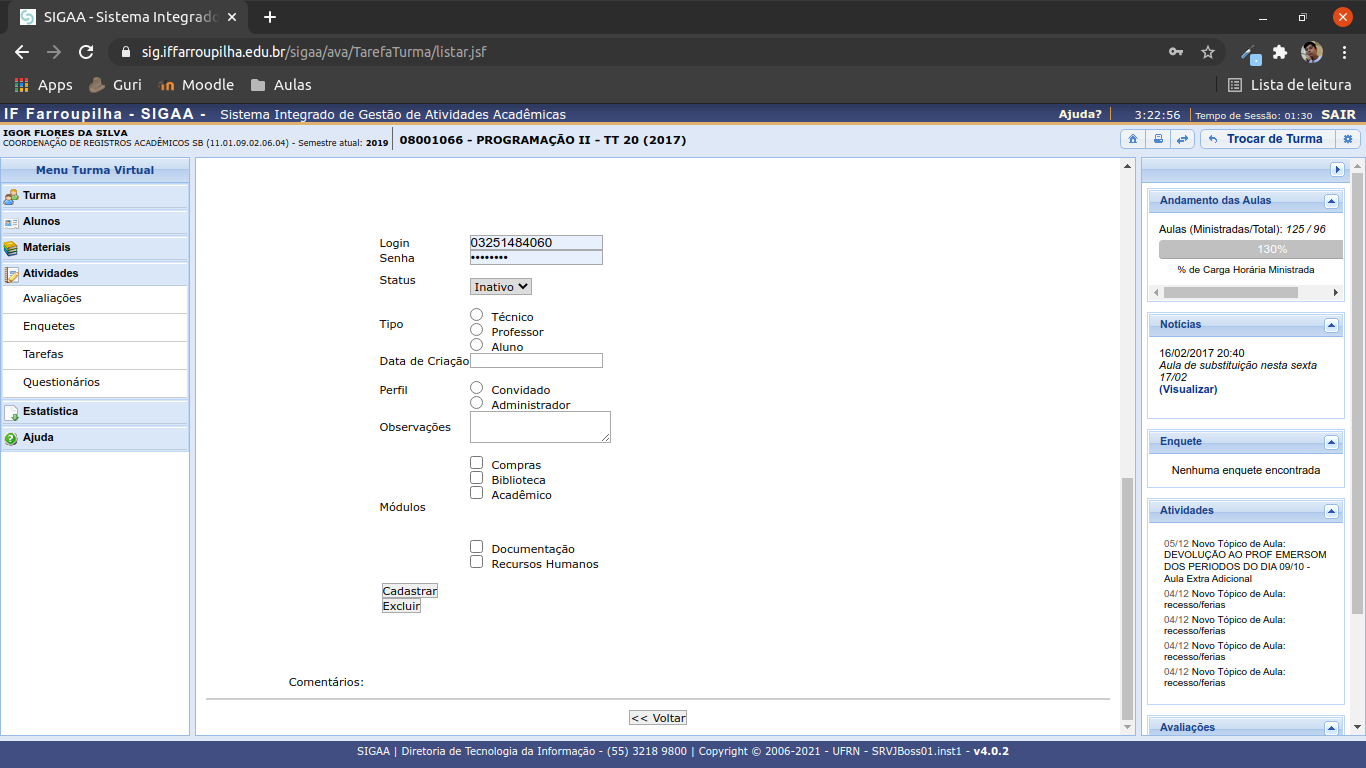 SIGAA - Sistema Integrado
sig.iffarroupilha.edu.br/sigaa/ava/TarefaTurma/listar.jsf
Apps Guri Moodle Aulas Lista de leitura
IF Farroupilha - SIGAA - Sistema Integrado de Gestão de Atividades Acadêmicas Ajuda? 3:22:56 Tempo de Sessão: 01:30 SAIR
IGOR FLORES DA SILVA
COORDENAÇÃO DE REGISTROS ACADÊMICOS SB (11.01.09.02.06.04) - Semestre atual: 2019
08001066 - PROGRAMAÇÃO II - TT 20 (2017)
Trocar de Turma
Menu Turma Virtual
Turma
Alunos
Materiais
Atividades
Avaliações
Enquetes
Tarefas
Questionários
Estatística
Ajuda
Login 03251484060
Senha ••••••••
Status Inativo
Tipo
Técnico
Professor
Aluno
Data de Criação
Perfil
Convidado
Administrador
Observações
Compras
Biblioteca
Acadêmico
Módulos
Documentação
Recursos Humanos
Cadastrar
Excluir
Comentários:
<< Voltar
Andamento das Aulas
Aulas (Ministradas/Total): 125 / 96
130%
% de Carga Horária Ministrada
Notícias
16/02/2017 20:40
Aula de substituição nesta sexta
17/02
(Visualizar)
Enquete
Nenhuma enquete encontrada
Atividades
05/12 Novo Tópico de Aula:
DEVOLUÇÃO AO PROF EMERSOM
DOS PERIODOS DO DIA 09/10 -
Aula Extra Adicional
04/12 Novo Tópico de Aula:
recesso/ferias
04/12 Novo Tópico de Aula:
recesso/ferias
04/12 Novo Tópico de Aula:
recesso/ferias
04/12 Novo Tópico de Aula:
recesso/ferias
Avaliações
SIGAA | Diretoria de Tecnologia da Informação - (55) 3218 9800 | Copyright © 2006-2021 - UFRN - SRVJBoss01.inst1 - v4.0.2